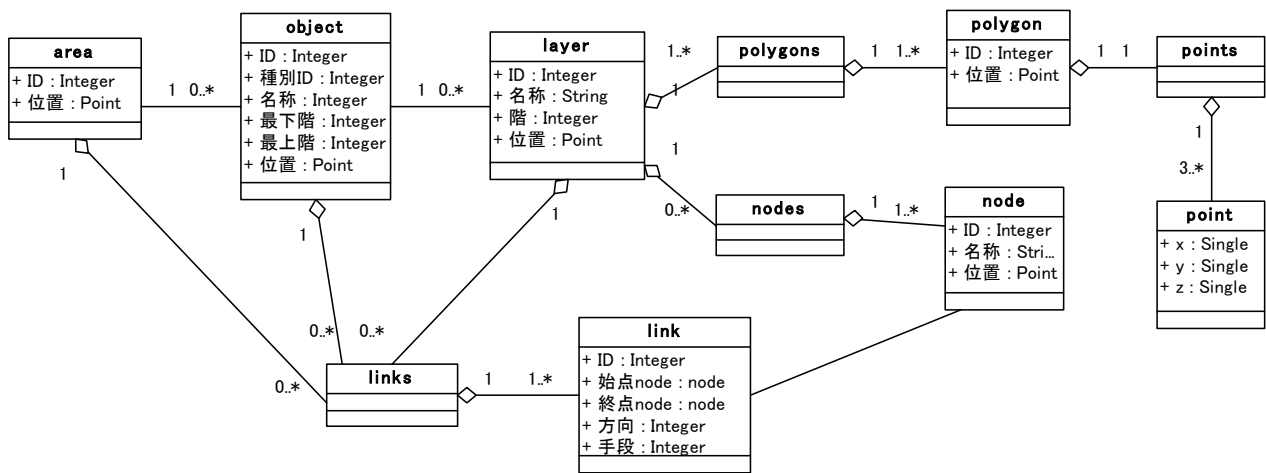 area
+ ID : Integer
+ 位置 : Point
1 0..*
1
object
+ ID : Integer
+ 種別ID : Integer
+ 名称 : Integer
+ 最下階 : Integer
+ 最上階 : Integer
+ 位置 : Point
1 0..*
1
layer
+ ID : Integer
+ 名称 : String
+ 階 : Integer
+ 位置 : Point
1..*
1
1
0..*
1
polygons
1 1..*
polygon
+ ID : Integer
+ 位置 : Point
1 1
points
1
3..*
point
+ x : Single
+ y : Single
+ z : Single
nodes
1 1..*
node
+ ID : Integer
+ 名称 : Stri...
+ 位置 : Point
0..*
0..* 0..*
links
1 1..*
link
+ ID : Integer
+ 始点node : node
+ 終点node : node
+ 方向 : Integer
+ 手段 : Integer